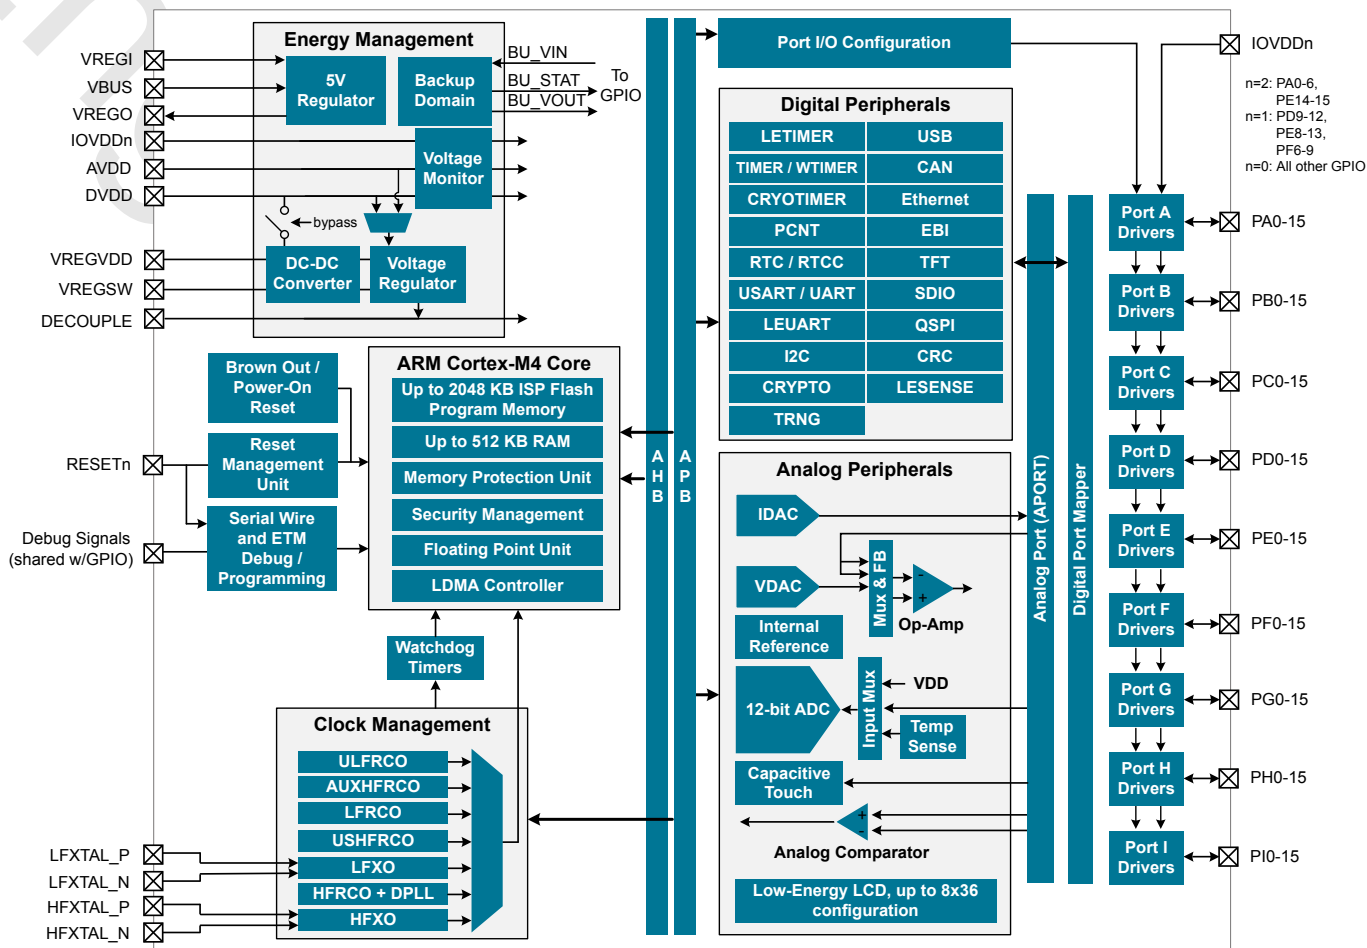 Energy Management
VREGI
VBUS
VREGO
IOVDDn
AVDD
DVDD
VREGVDD
VREGSW
DECOUPLE
5V
Regulator
Backup
Domain
BU_VIN
BU_STAT
BU_VOUT
To
GPIO
Voltage
Monitor
bypass
DC-DC
Converter
Voltage
Regulator
Brown Out /
Power-On
Reset
Reset
Management
Unit
Serial Wire
and ETM
Debug /
Programming
RESETn
Debug Signals
(shared w/GPIO)
ARM Cortex-M4 Core
Up to 2048 KB ISP Flash
Program Memory
Up to 512 KB RAM
Memory Protection Unit
Security Management
Floating Point Unit
LDMA Controller
Watchdog
Timers
Clock Management
ULFRCO
AUXHFRCO
LFRCO
USHFRCO
LFXO
HFRCO + DPLL
HFXO
LFXTAL_P
LFXTAL_N
HFXTAL_P
HFXTAL_N
A
H
B
A
P
B
Port I/O Configuration
Digital Peripherals
LETIMER
USB
TIMER / WTIMER
CAN
CRYOTIMER
Ethernet
PCNT
EBI
RTC / RTCC
TFT
USART / UART
SDIO
LEUART
QSPI
I2C
CRC
CRYPTO
LESENSE
TRNG
Analog Peripherals
IDAC
VDAC
Mux & FB
-
+
Op-Amp
Internal
Reference
12-bit ADC
Input Mux
VDD
Temp
Sense
Capacitive
Touch
+
-
Analog Comparator
Low-Energy LCD, up to 8x36
configuration
Analog Port (APORT)
Digital Port Mapper
IOVDDn
n=2: PA0-6,
PE14-15
n=1: PD9-12,
PE8-13,
PF6-9
n=0: All other GPIO
Port A
Drivers
PA0-15
Port B
Drivers
PB0-15
Port C
Drivers
PC0-15
Port D
Drivers
PD0-15
Port E
Drivers
PE0-15
Port F
Drivers
PF0-15
Port G
Drivers
PG0-15
Port H
Drivers
PH0-15
Port I
Drivers
PI0-15